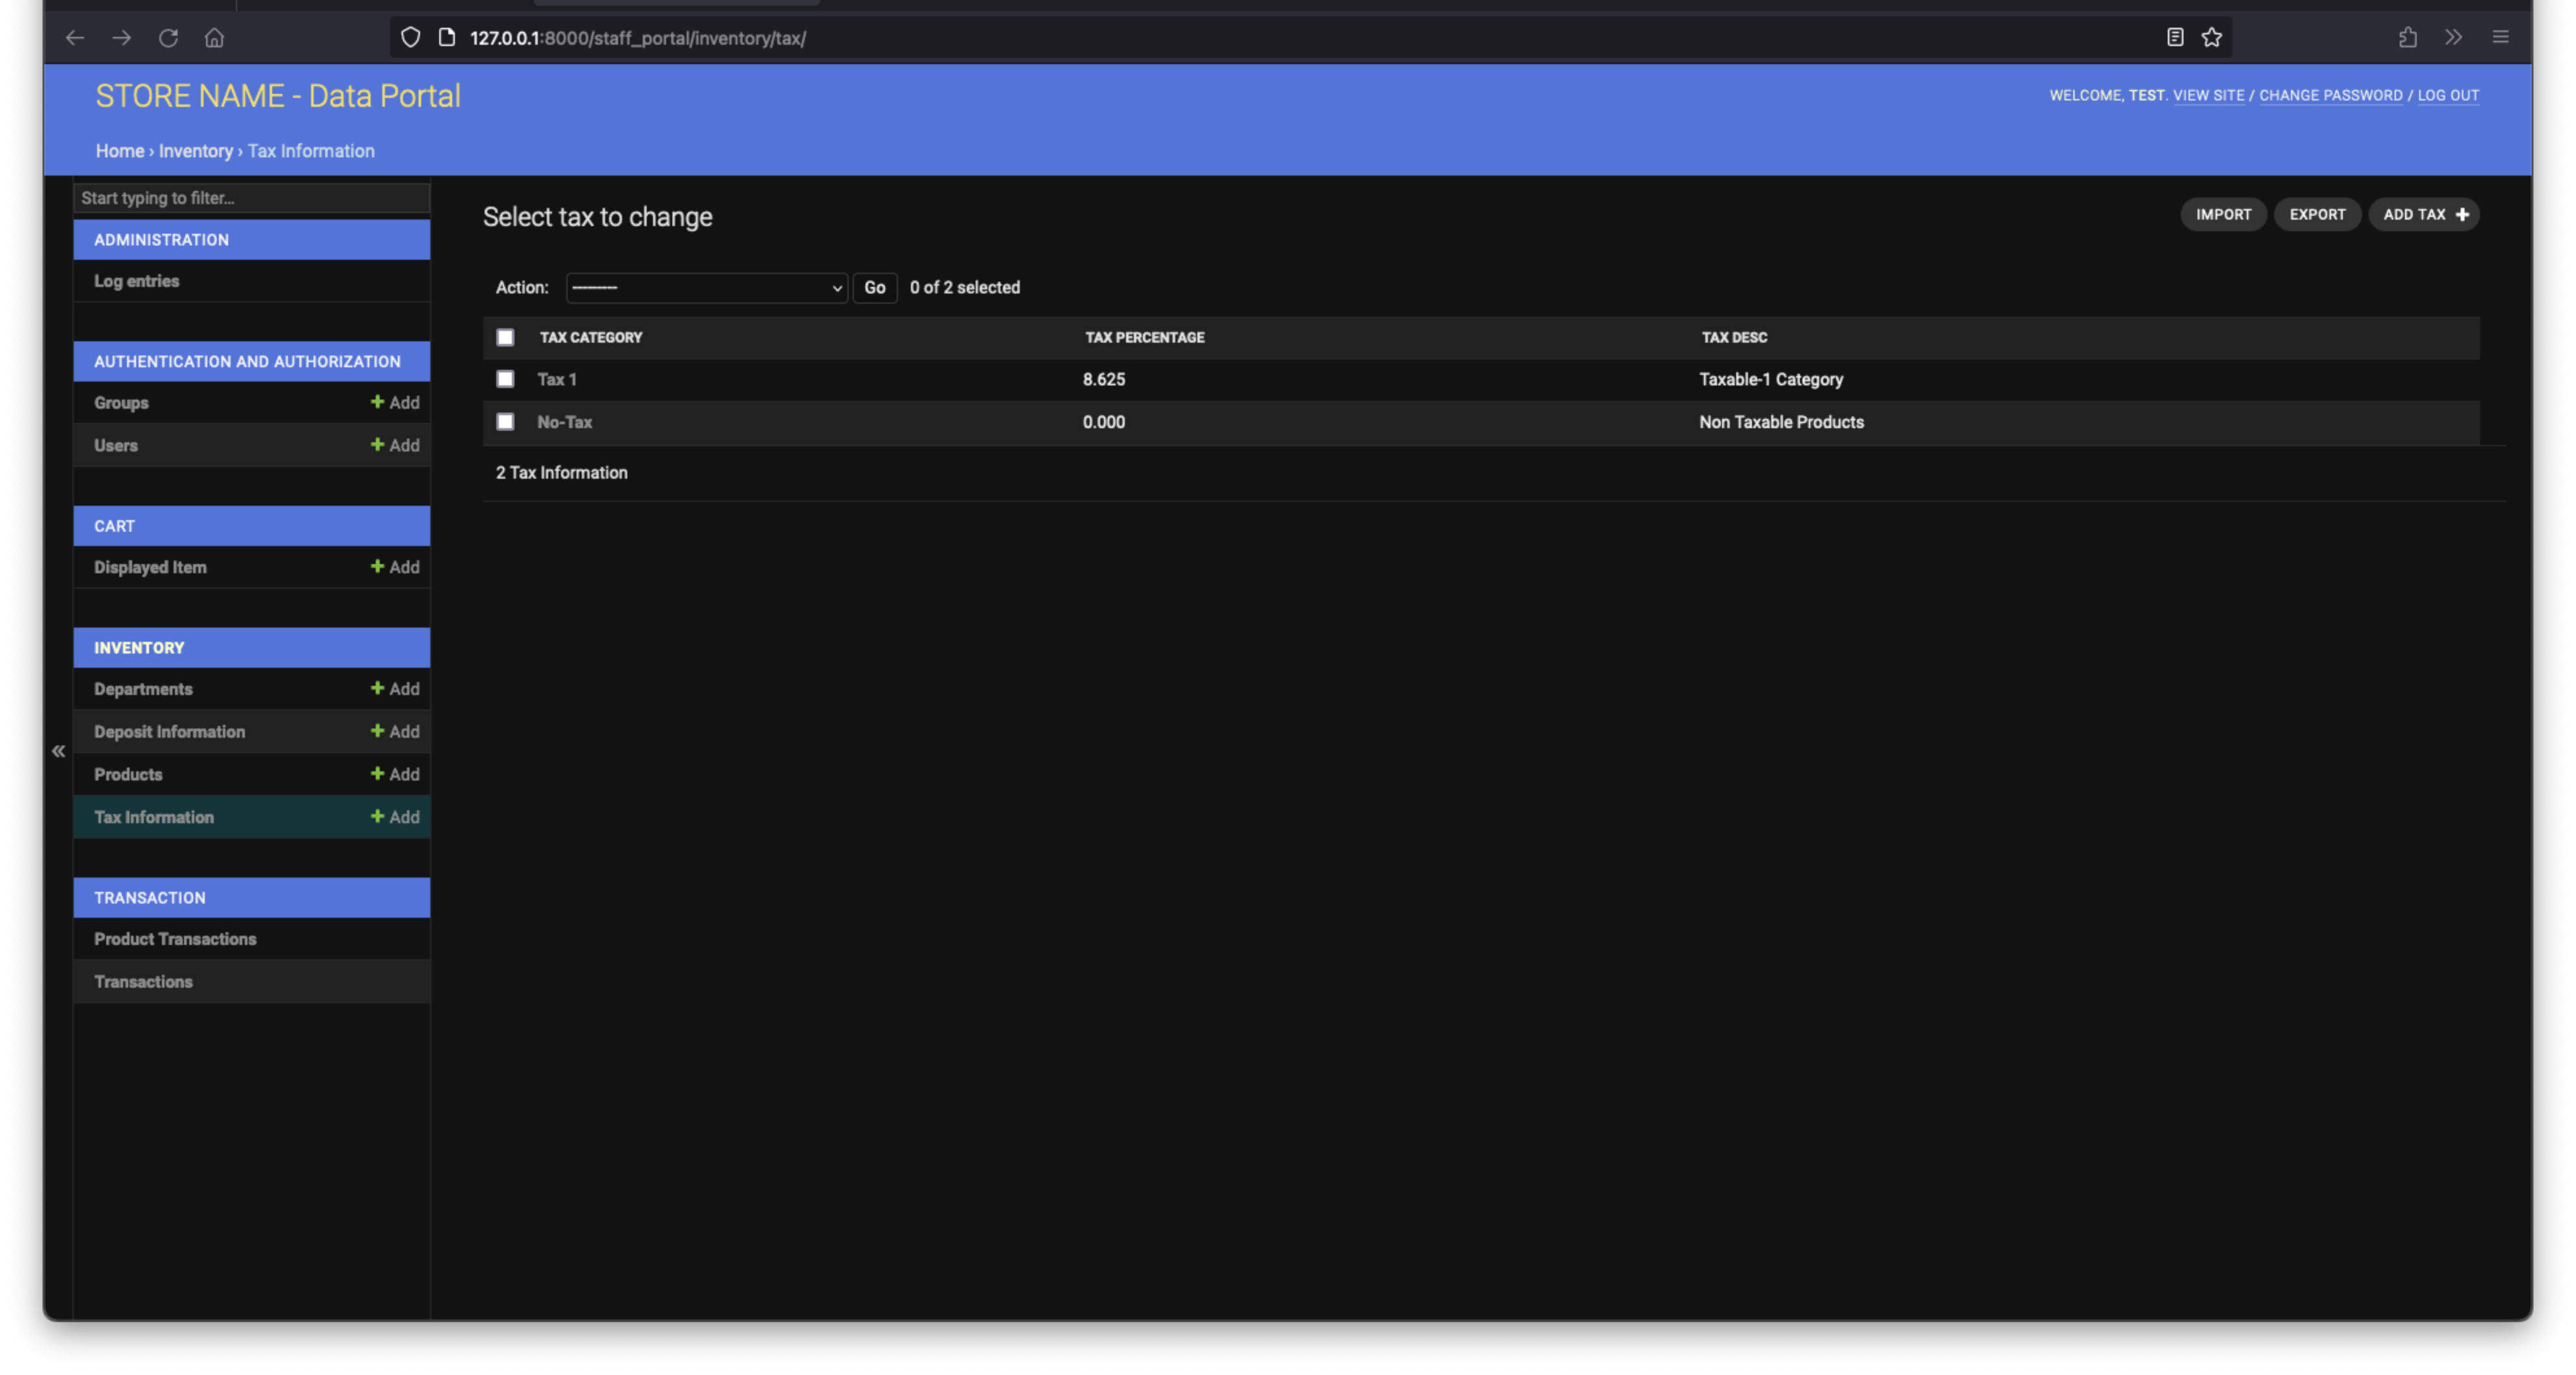 127.0.0.1:8000/staff_portal/inventory/tax/
STORE NAME - Data Portal
WELCOME, TEST. VIEW SITE / CHANGE PASSWORD / LOG OUT
Home › Inventory › Tax Information
Start typing to filter...
ADMINISTRATION
Log entries
AUTHENTICATION AND AUTHORIZATION
Groups + Add
Users + Add
CART
Displayed Item + Add
INVENTORY
Departments + Add
Deposit Information + Add
«
Products + Add
Tax Information + Add
TRANSACTION
Product Transactions
Transactions
Select tax to change
IMPORT EXPORT ADD TAX +
Action: --------- Go 0 of 2 selected
TAX CATEGORY TAX PERCENTAGE TAX DESC
Tax 1 8.625 Taxable-1 Category
No-Tax 0.000 Non Taxable Products
2 Tax Information